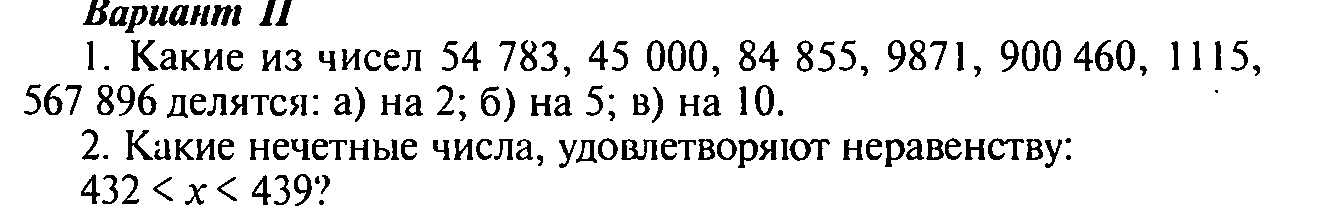 Вариант II
1. Какие из чисел 54 783, 45 000, 84 855, 9871, 900 460, 1115,
567 896 делятся: а) на 2; б) на 5; в) на 10.
2. Какие нечетные числа, удовлетворяют неравенству:
432 < x < 439?